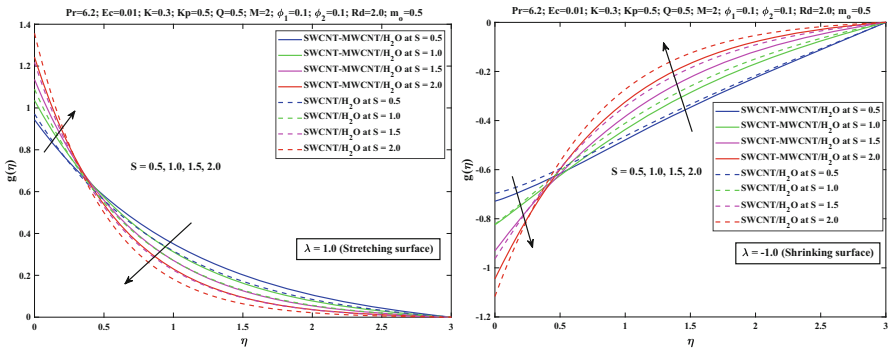 Pr=6.2; Ec=0.01; K=0.3; Kp=0.5; Q=0.5; M=2; ϕ₁=0.1; ϕ₂=0.1; Rd=2.0; mₒ=0.5
1.4
1.2
1
0.8
0.6
0.4
0.2
0
g(η)
SWCNT-MWCNT/H₂O at S = 0.5
SWCNT-MWCNT/H₂O at S = 1.0
SWCNT-MWCNT/H₂O at S = 1.5
SWCNT-MWCNT/H₂O at S = 2.0
SWCNT/H₂O at S = 0.5
SWCNT/H₂O at S = 1.0
SWCNT/H₂O at S = 1.5
SWCNT/H₂O at S = 2.0
S = 0.5, 1.0, 1.5, 2.0
λ = 1.0 (Stretching surface)
0 0.5 1 1.5 2 2.5 3
η
Pr=6.2; Ec=0.01; K=0.3; Kp=0.5; Q=0.5; M=2; ϕ₁=0.1; ϕ₂=0.1; Rd=2.0; mₒ=0.5
0
-0.2
-0.4
-0.6
-0.8
-1
-1.2
g(η)
S = 0.5, 1.0, 1.5, 2.0
SWCNT-MWCNT/H₂O at S = 0.5
SWCNT-MWCNT/H₂O at S = 1.0
SWCNT-MWCNT/H₂O at S = 1.5
SWCNT-MWCNT/H₂O at S = 2.0
SWCNT/H₂O at S = 0.5
SWCNT/H₂O at S = 1.0
SWCNT/H₂O at S = 1.5
SWCNT/H₂O at S = 2.0
λ = -1.0 (Shrinking surface)
0 0.5 1 1.5 2 2.5 3
η